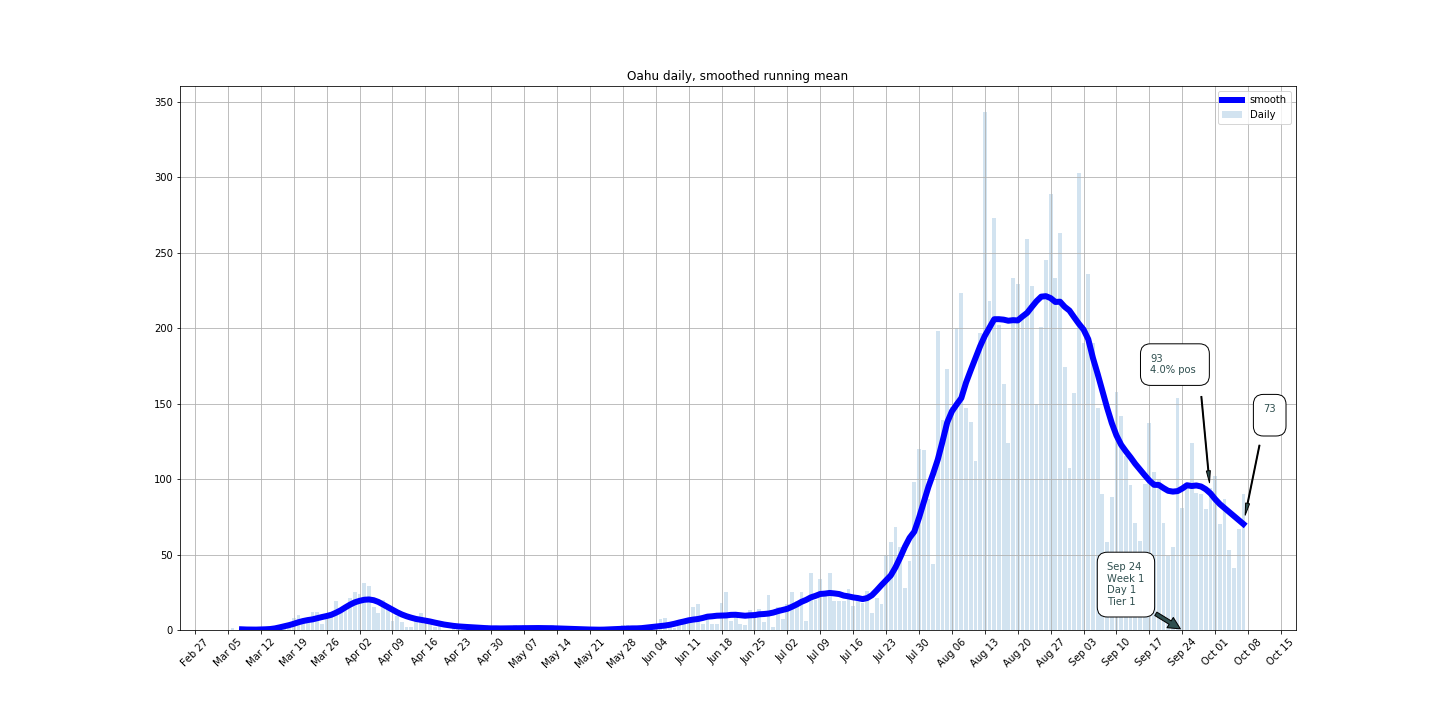 Oahu daily, smoothed running mean
350
300
250
200
150
100
50
0
smooth
Daily
93
4.0% pos
73
Sep 24
Week 1
Day 1
Tier 1
Feb 27
Mar 05
Mar 12
Mar 19
Mar 26
Apr 02
Apr 09
Apr 16
Apr 23
Apr 30
May 07
May 14
May 21
May 28
Jun 04
Jun 11
Jun 18
Jun 25
Jul 02
Jul 09
Jul 16
Jul 23
Jul 30
Aug 06
Aug 13
Aug 20
Aug 27
Sep 03
Sep 10
Sep 17
Sep 24
Oct 01
Oct 08
Oct 15